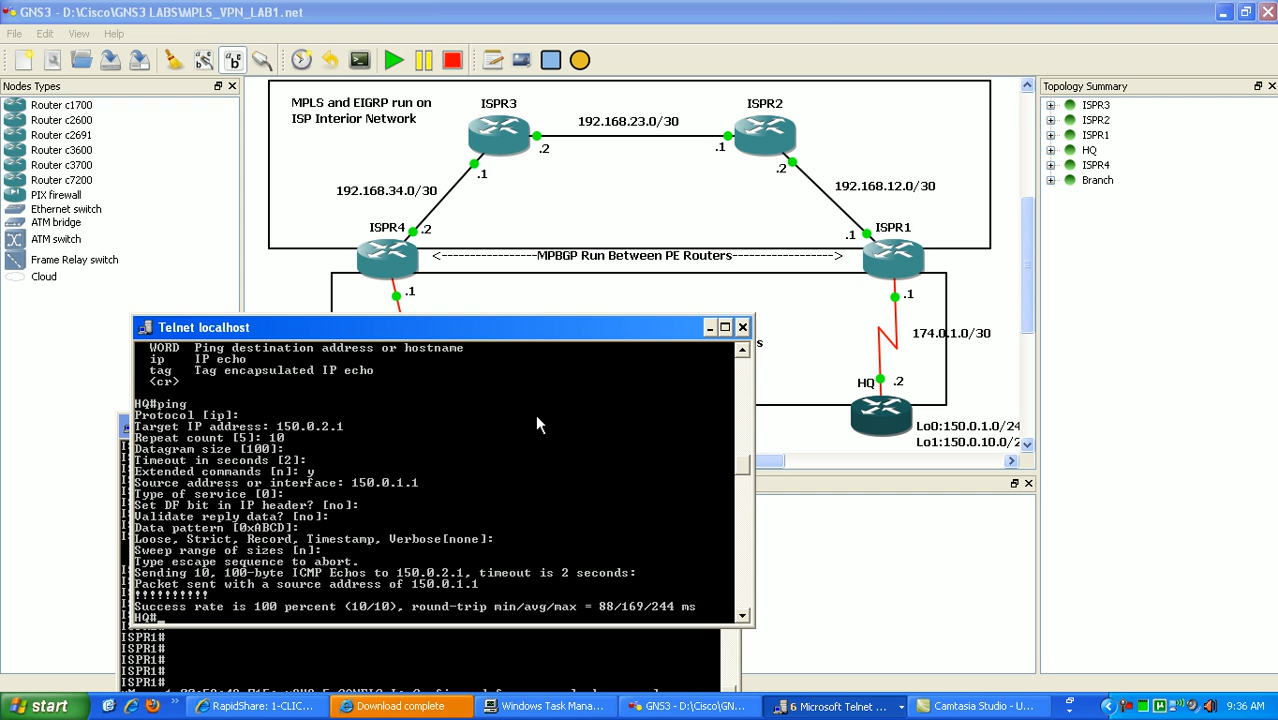 GNS3 - D:\Cisco\GNS3 LABS\MPLS_VPN_LAB1.net
File Edit View Help
Nodes Types
Router c1700
Router c2600
Router c2691
Router c3600
Router c3700
Router c7200
PIX firewall
Ethernet switch
ATM bridge
ATM switch
Frame Relay switch
Cloud
MPLS and EIGRP run on
ISP Interior Network
ISPR3
ISPR2
192.168.23.0/30
.2
.1
.1
.2
192.168.34.0/30
192.168.12.0/30
ISPR4
.2
ISPR1
.1
<----------------MPBGP Run Between PE Routers----------------->
.1
.1
174.0.1.0/30
HQ
.2
Lo0:150.0.1.0/24
Lo1:150.0.10.0/2
Topology Summary
ISPR3
ISPR2
ISPR1
HQ
ISPR4
Branch
Telnet localhost
WORD Ping destination address or hostname
ip IP echo
tag Tag encapsulated IP echo
<cr>
HQ#ping
Protocol [ip]:
Target IP address: 150.0.2.1
Repeat count [5]: 10
Datagram size [100]:
Timeout in seconds [2]:
Extended commands [n]: y
Source address or interface: 150.0.1.1
Type of service [0]:
Set DF bit in IP header? [no]:
Validate reply data? [no]:
Data pattern [0xABCD]:
Loose, Strict, Record, Timestamp, Verbose[none]:
Sweep range of sizes [n]:
Type escape sequence to abort.
Sending 10, 100-byte ICMP Echos to 150.0.2.1, timeout is 2 seconds:
Packet sent with a source address of 150.0.1.1
!!!!!!!!!!
Success rate is 100 percent (10/10), round-trip min/avg/max = 88/169/244 ms
HQ#_
ISPR1#
ISPR1#
ISPR1#
ISPR1#
start
RapidShare: 1-CLIC...
Download complete
Windows Task Mana...
GNS3 - D:\Cisco\GN...
6 Microsoft Telnet ...
Camtasia Studio - U...
9:36 AM